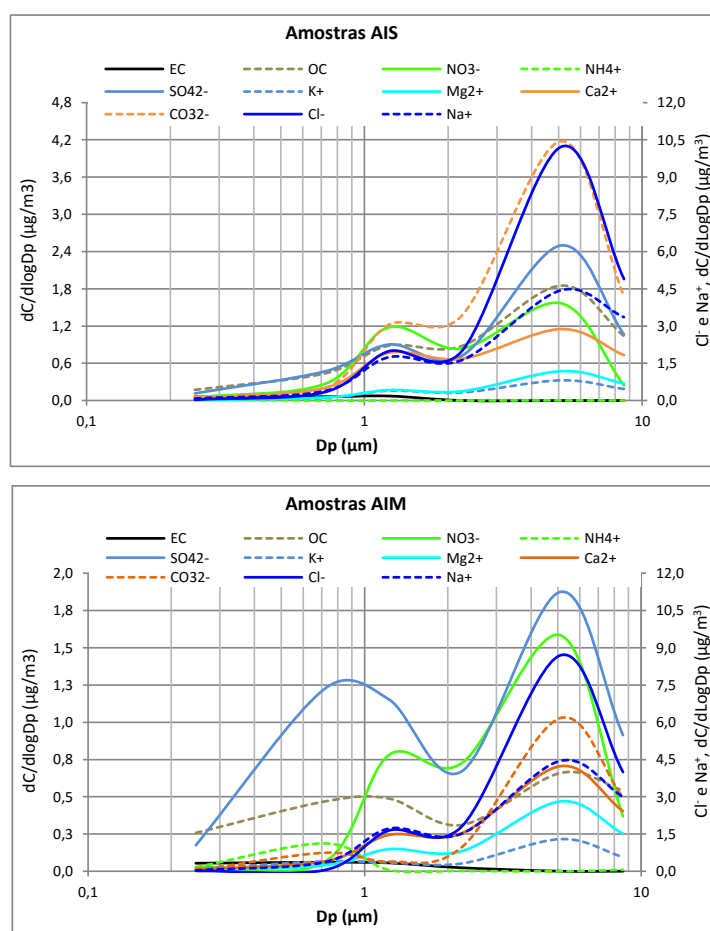 Amostras AIS
EC OC NO3- NH4+
SO42- K+ Mg2+ Ca2+
CO32- Cl- Na+
4,8 12,0
4,2 10,5
3,6 9,0
3,0 7,5
2,4 6,0
1,8 4,5
1,2 3,0
0,6 1,5
0,0 0,0
0,1 1 10
dC/dlogDp (µg/m3)
Cl- e Na⁺, dC/dLogDp (µg/m³)
Dp (µm)
Amostras AIM
EC OC NO3- NH4+
SO42- K+ Mg2+ Ca2+
CO32- Cl- Na+
2,0 12,0
1,8 10,5
1,5 9,0
1,3 7,5
1,0 6,0
0,8 4,5
0,5 3,0
0,3 1,5
0,0 0,0
0,1 1 10
dC/dlogDp (µg/m3)
Cl- e Na⁺, dC/dLogDp (µg/m³)
Dp (µm)